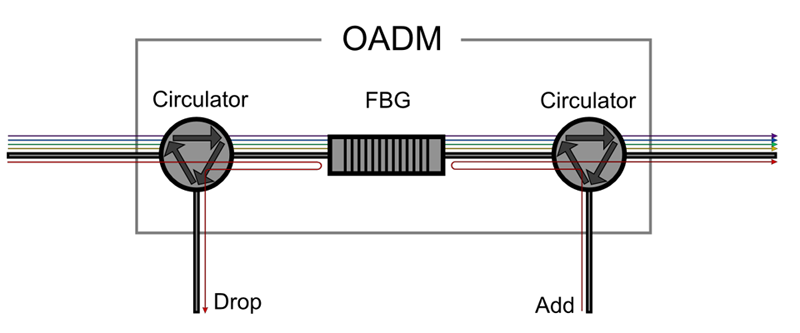 OADM
Circulator
FBG
Circulator
Drop
Add